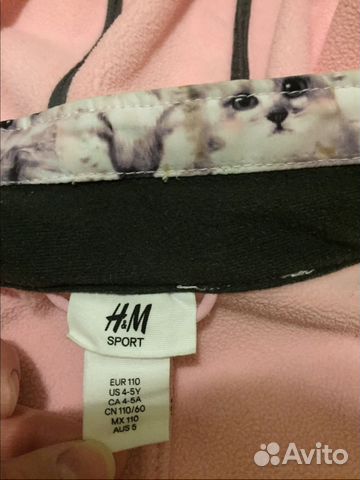 H&M
SPORT
EUR 110
US 4-5Y
CA 4-5A
CN 110/60
MX 110
AUS 5
Avito